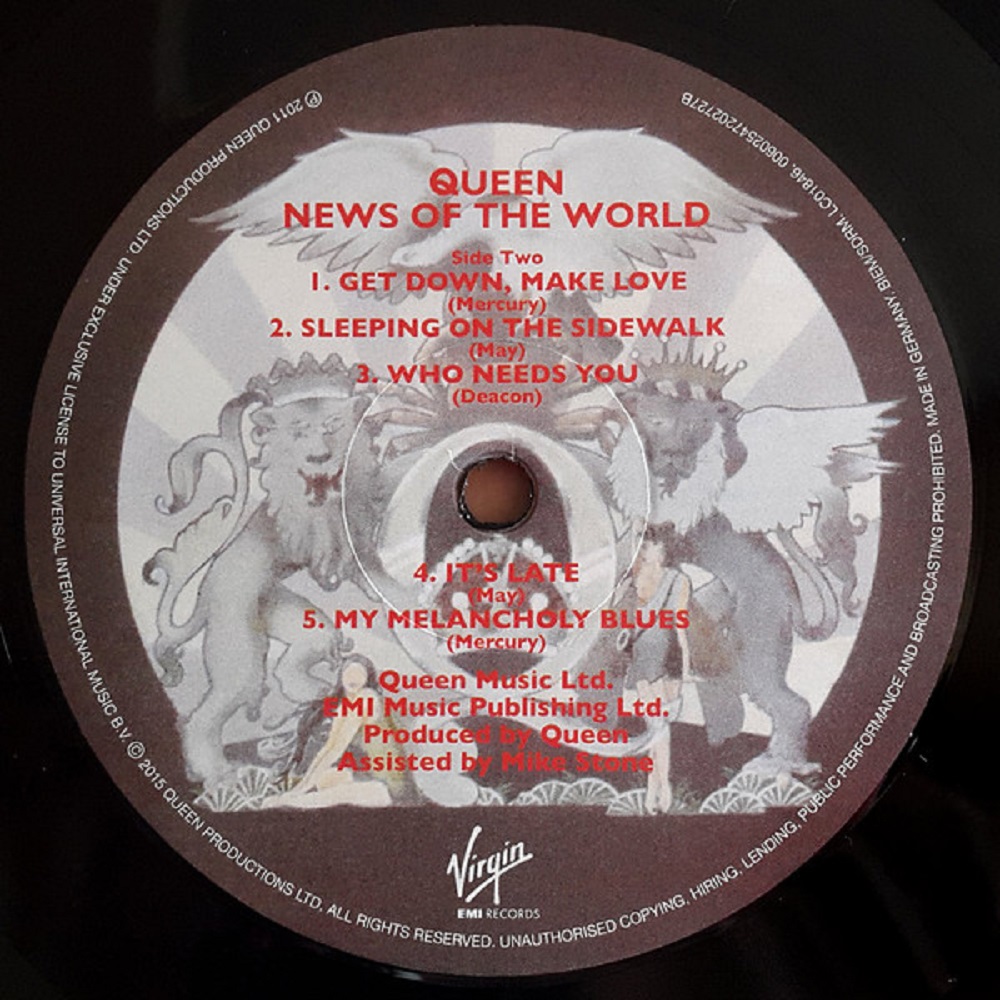 QUEEN
NEWS OF THE WORLD
Side Two
1. GET DOWN, MAKE LOVE
(Mercury)
2. SLEEPING ON THE SIDEWALK
(May)
3. WHO NEEDS YOU
(Deacon)
4. IT'S LATE
(May)
5. MY MELANCHOLY BLUES
(Mercury)
Queen Music Ltd.
EMI Music Publishing Ltd.
Produced by Queen
Assisted by Mike Stone
Virgin
EMI RECORDS
℗ 2011 QUEEN PRODUCTIONS LTD. UNDER EXCLUSIVE LICENSE TO UNIVERSAL INTERNATIONAL MUSIC B.V. © 2015 QUEEN PRODUCTIONS LTD. ALL RIGHTS RESERVED. UNAUTHORISED COPYING, HIRING, LENDING, PUBLIC PERFORMANCE AND BROADCASTING PROHIBITED. MADE IN GERMANY. BIEM/SDRM. LC01846. 00602547202727B